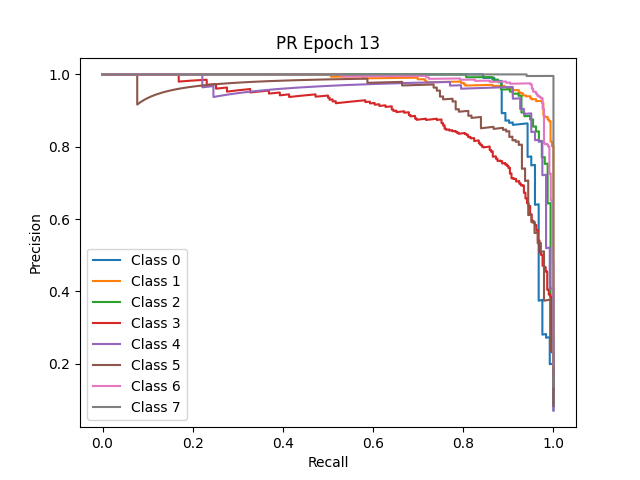 PR Epoch 13
Precision
1.0
0.8
0.6
0.4
0.2
Class 0
Class 1
Class 2
Class 3
Class 4
Class 5
Class 6
Class 7
0.0 0.2 0.4 0.6 0.8 1.0
Recall